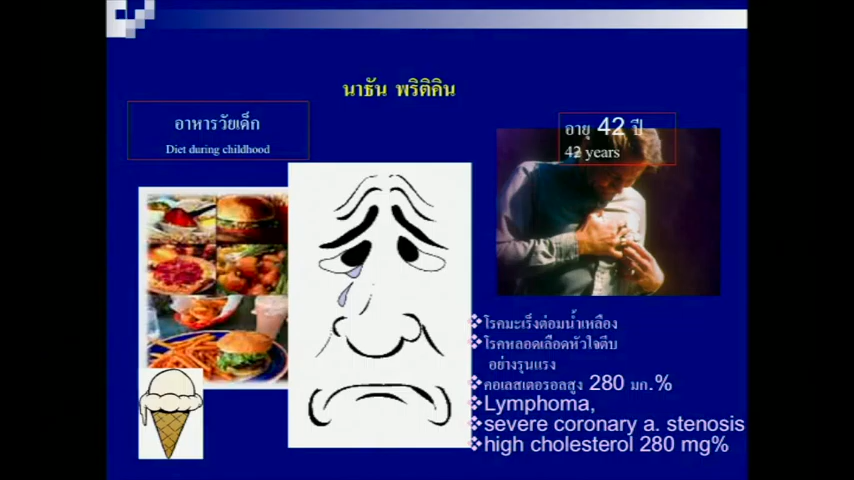 นาธัน พริติคิน
อาหารวัยเด็ก
Diet during childhood
อายุ 42 ปี
42 years
โรคมะเร็งต่อมน้ำเหลือง
โรคหลอดเลือดหัวใจตีบ
อย่างรุนแรง
คอเลสเตอรอลสูง 280 มก.%
Lymphoma,
severe coronary a. stenosis
high cholesterol 280 mg%